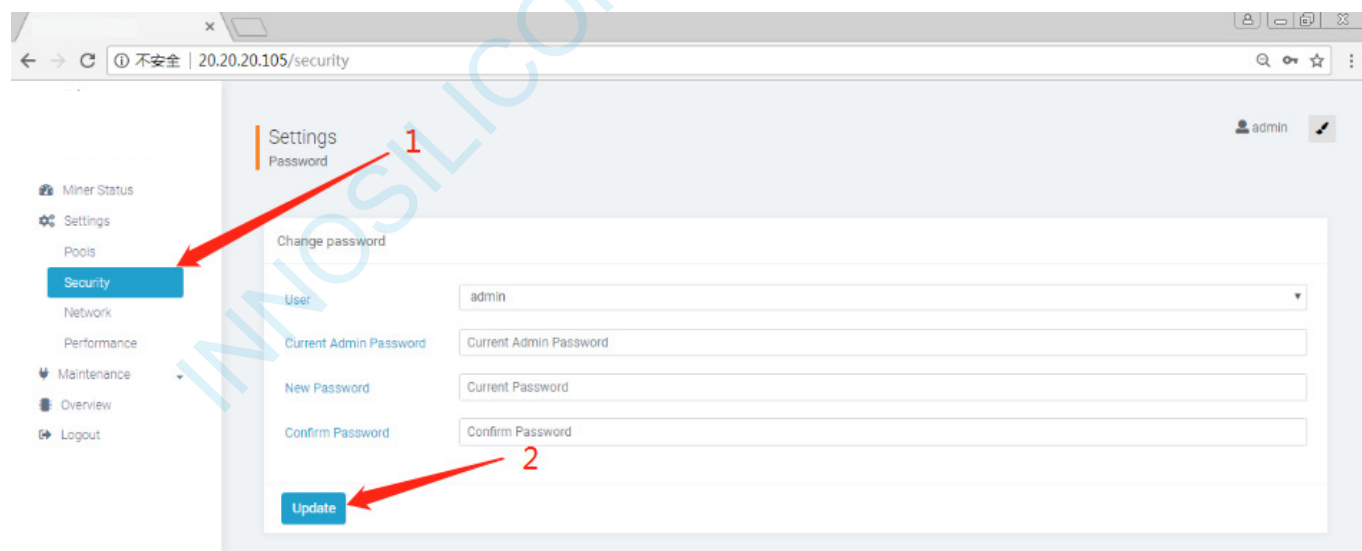 不安全 | 20.20.20.105/security
admin
Settings
Password
1
Miner Status
Settings
Pools
Security
Network
Performance
Maintenance
Overview
Logout
Change password
User admin
Current Admin Password Current Admin Password
New Password Current Password
Confirm Password Confirm Password
2
Update
INNOSILICO